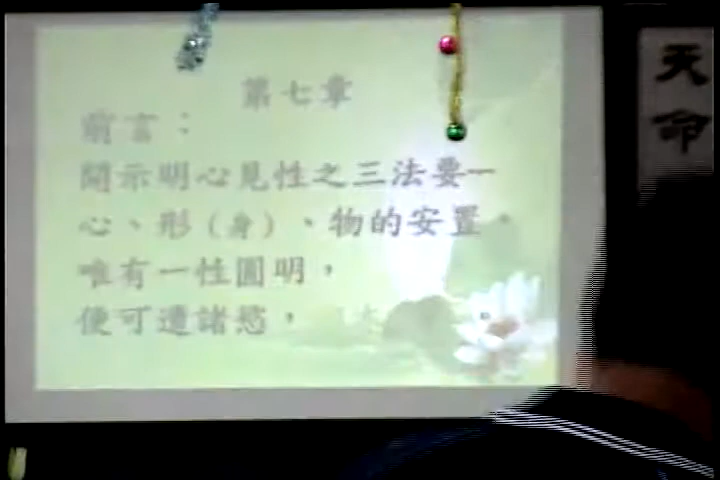 第七章
前言：
開示明心見性之三法要一
心、形（身）、物的安置。
唯有一性圓明，
便可遣諸慾，
天命